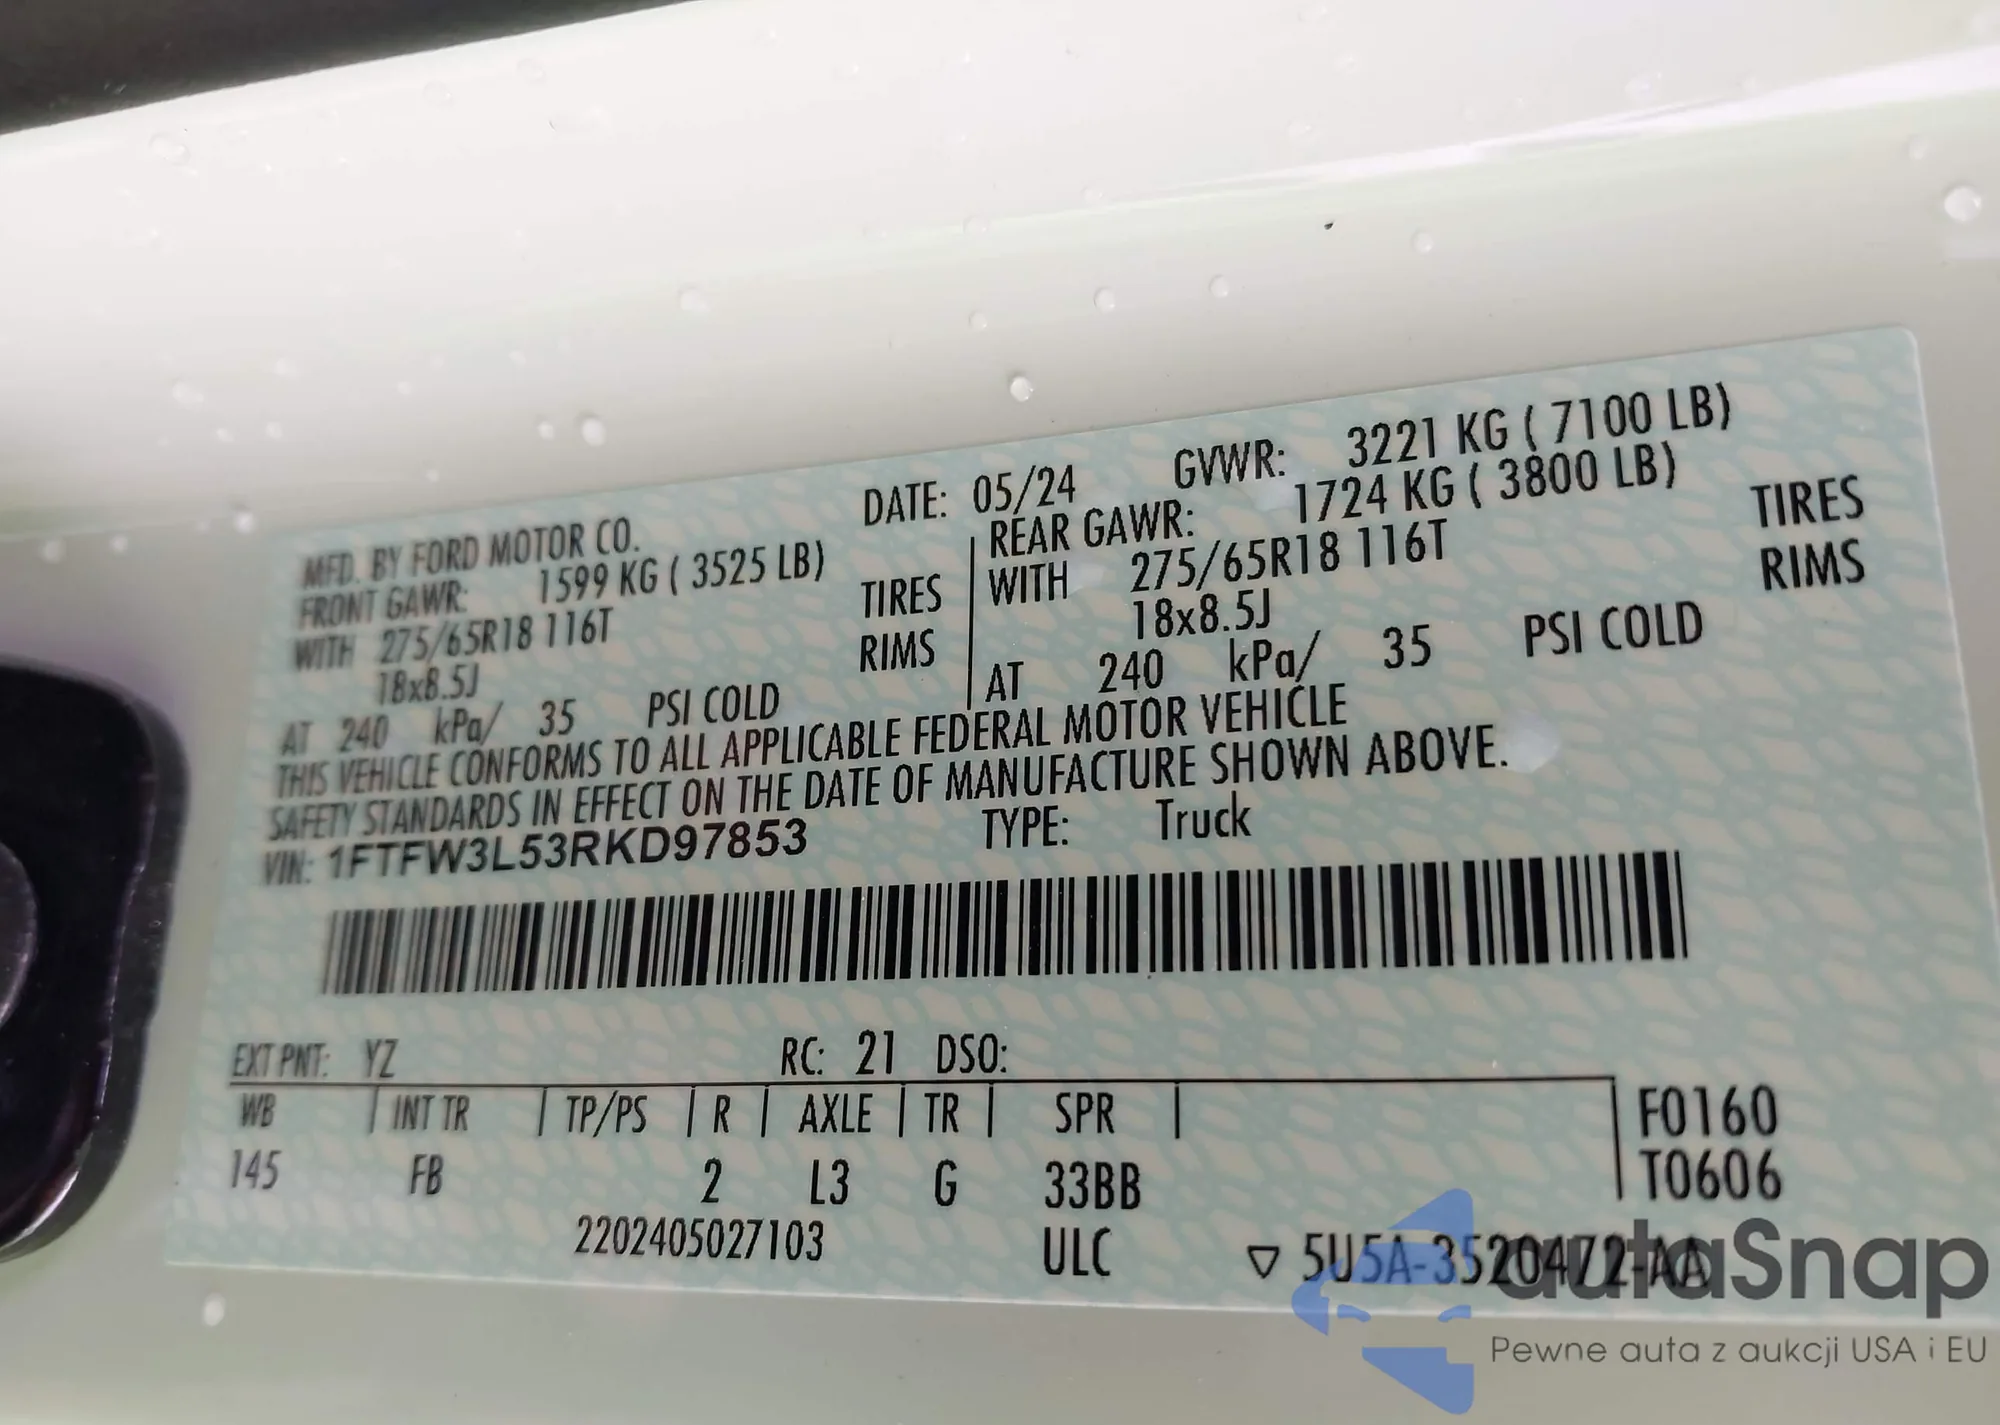 MFD. BY FORD MOTOR CO.
DATE: 05/24
GVWR: 3221 KG ( 7100 LB)
FRONT GAWR: 1599 KG ( 3525 LB)
WITH 275/65R18 116T TIRES
18x8.5J RIMS
AT 240 kPa/ 35 PSI COLD
REAR GAWR: 1724 KG ( 3800 LB)
WITH 275/65R18 116T TIRES
18x8.5J RIMS
AT 240 kPa/ 35 PSI COLD
THIS VEHICLE CONFORMS TO ALL APPLICABLE FEDERAL MOTOR VEHICLE
SAFETY STANDARDS IN EFFECT ON THE DATE OF MANUFACTURE SHOWN ABOVE.
VIN: 1FTFW3L53RKD97853 TYPE: Truck
EXT PNT: YZ RC: 21 DSO:
WB | INT TR | TP/PS | R | AXLE | TR | SPR |
145 FB 2 L3 G 33BB
F0160
T0606
2202405027103 ULC ▽ 5U5A-3520472-AA
autaSnap
Pewne auta z aukcji USA i EU